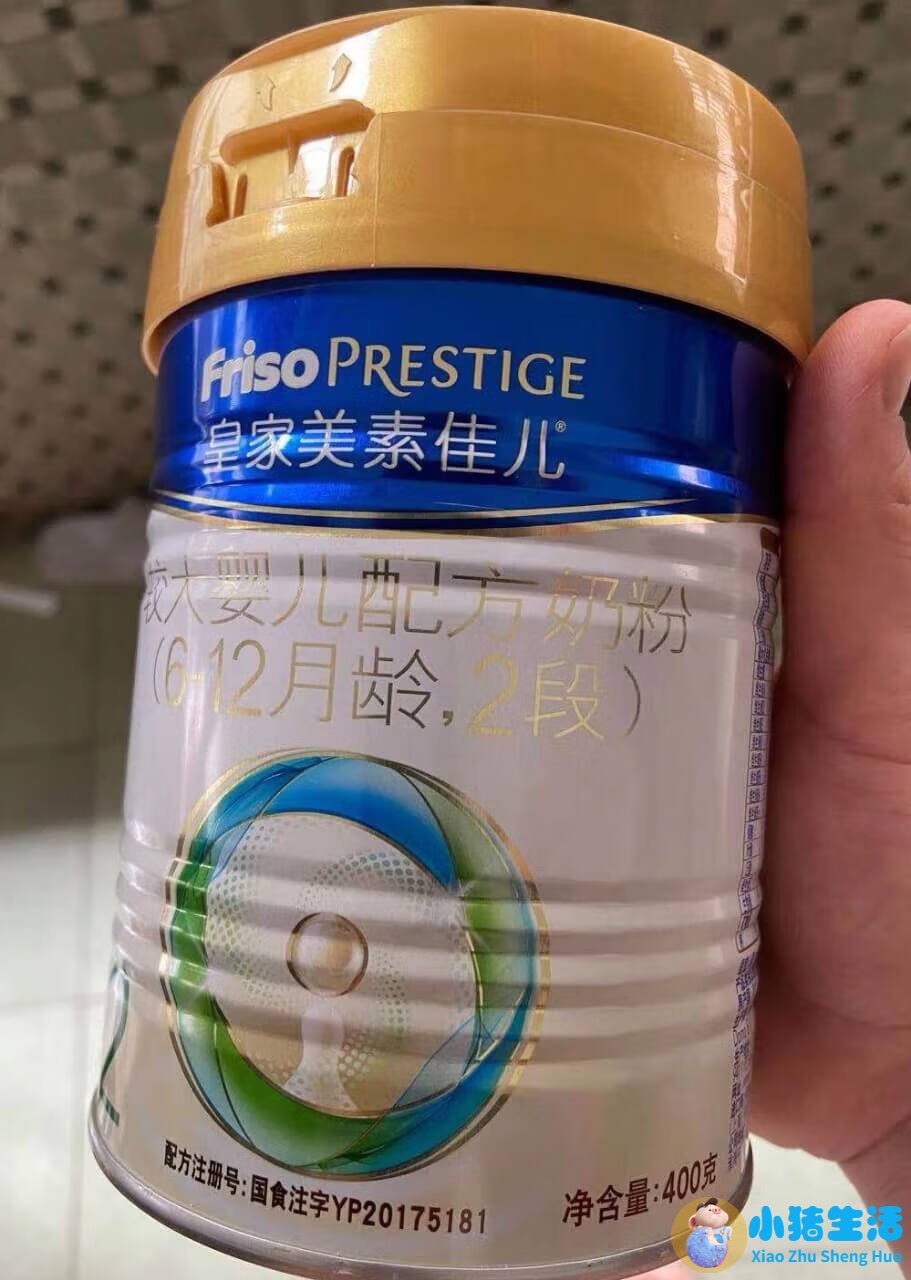 Friso PRESTIGE
皇家美素佳儿®
较大婴儿配方奶粉
(6-12月龄,2段)
2
配方注册号:国食注字YP20175181
净含量:400克
小猪生活
Xiao Zhu Sheng Huo